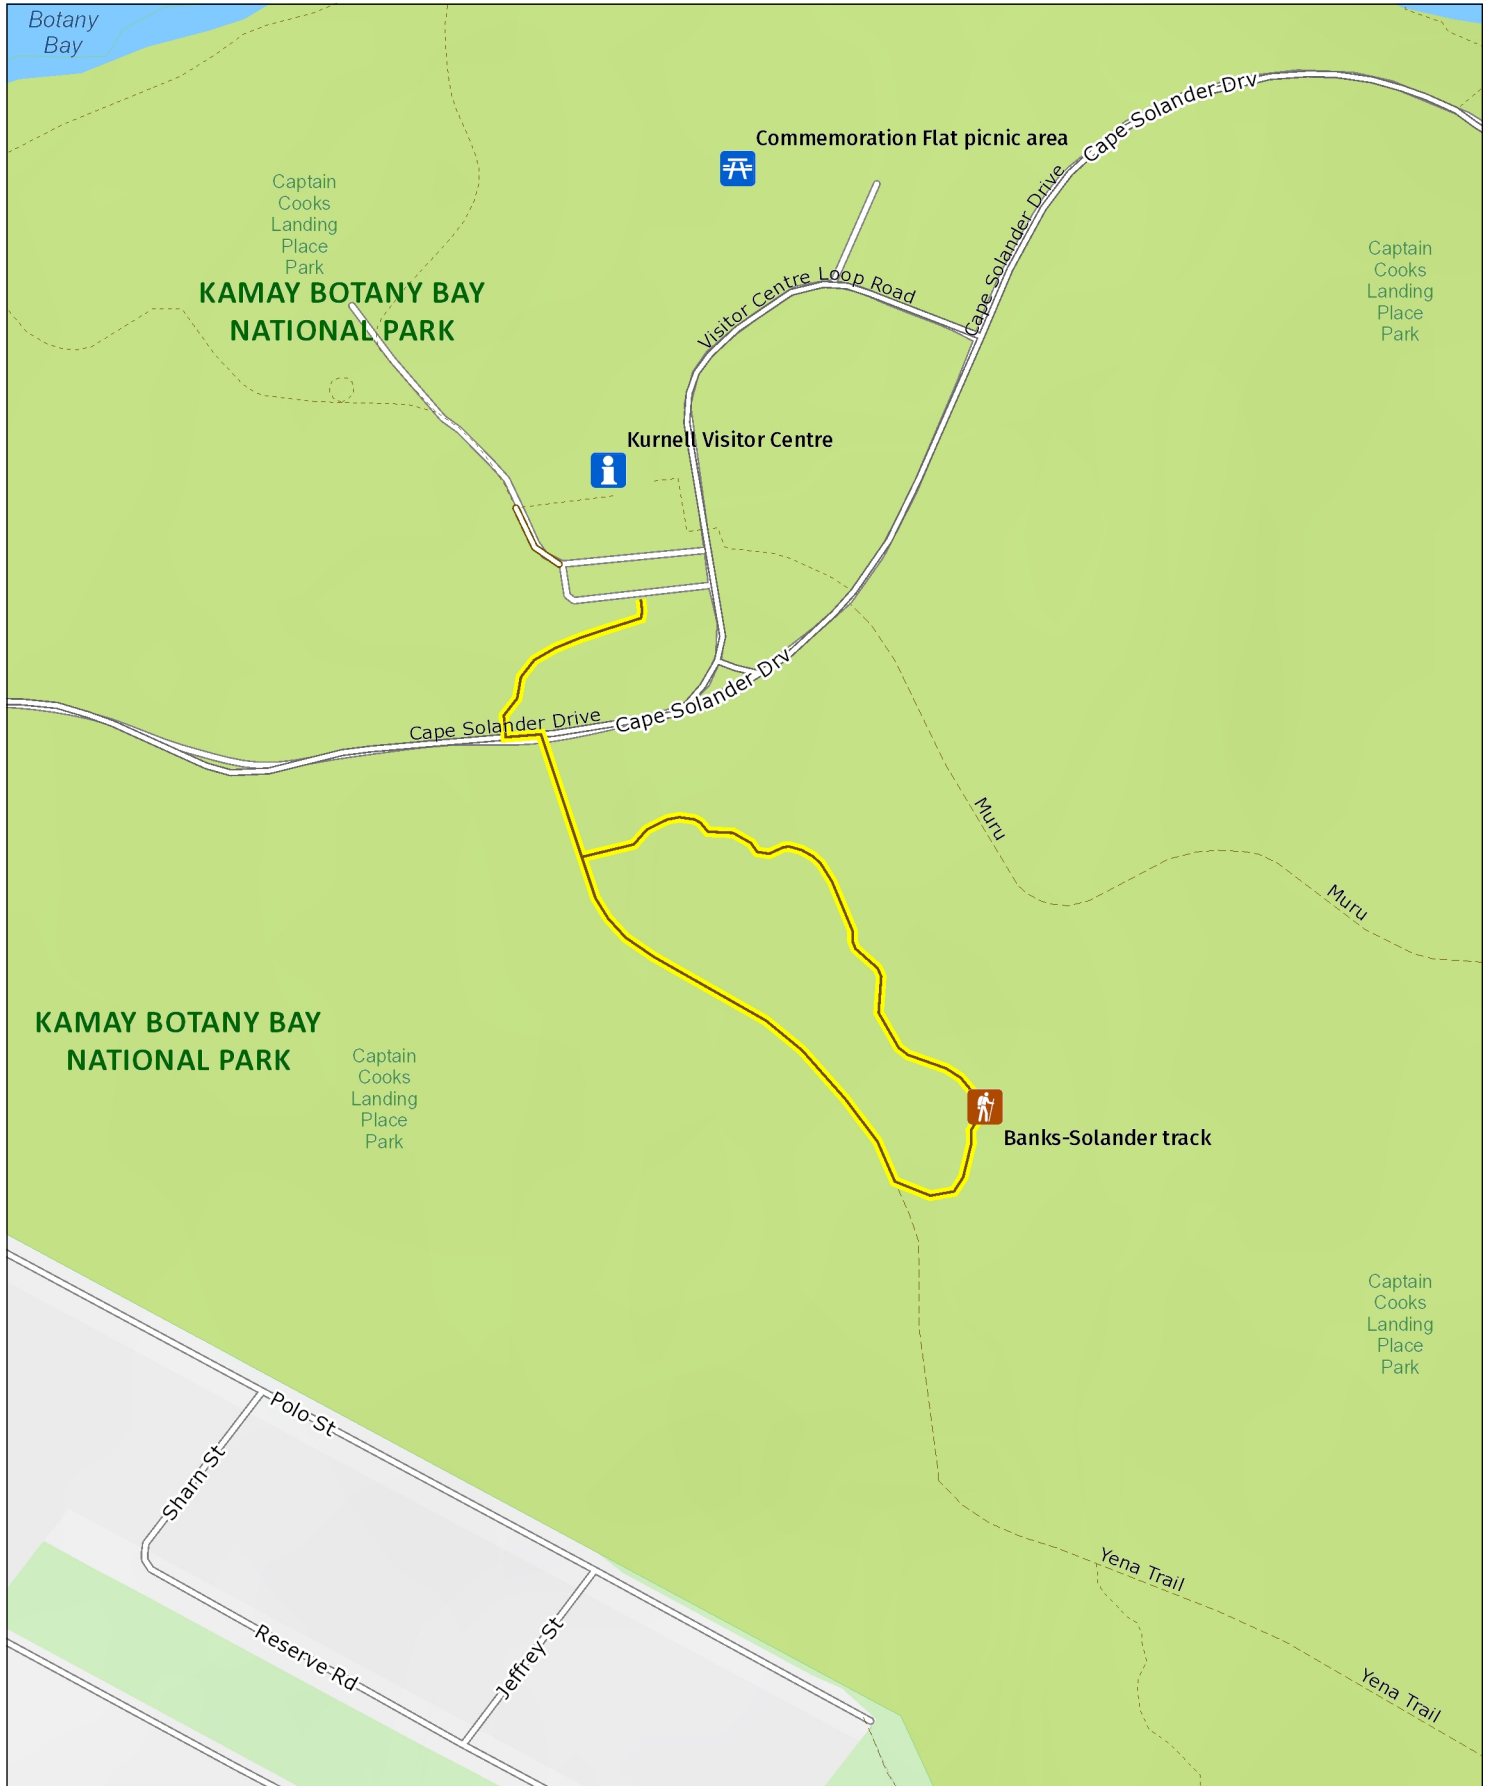 Botany
Bay
Cape Solander Drv
Commemoration Flat picnic area
Captain
Cooks
Landing
Place
Park
Cape Solander Drive
Captain
Cooks
Landing
Place
Park
KAMAY BOTANY BAY
NATIONAL PARK
Visitor Centre Loop Road
Kurnell Visitor Centre
Cape Solander Drive
Cape Solander Drv
Muru
Muru
KAMAY BOTANY BAY
NATIONAL PARK
Captain
Cooks
Landing
Place
Park
Banks-Solander track
Captain
Cooks
Landing
Place
Park
Polo St
Sharn St
Yena Trail
Reserve Rd
Jeffrey St
Yena Trail